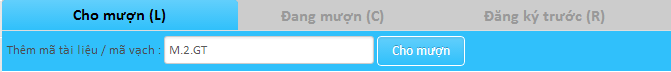 Cho mượn (L) Đang mượn (C) Đăng ký trước (R)
Thêm mã tài liệu / mã vạch : M.2.GT Cho mượn